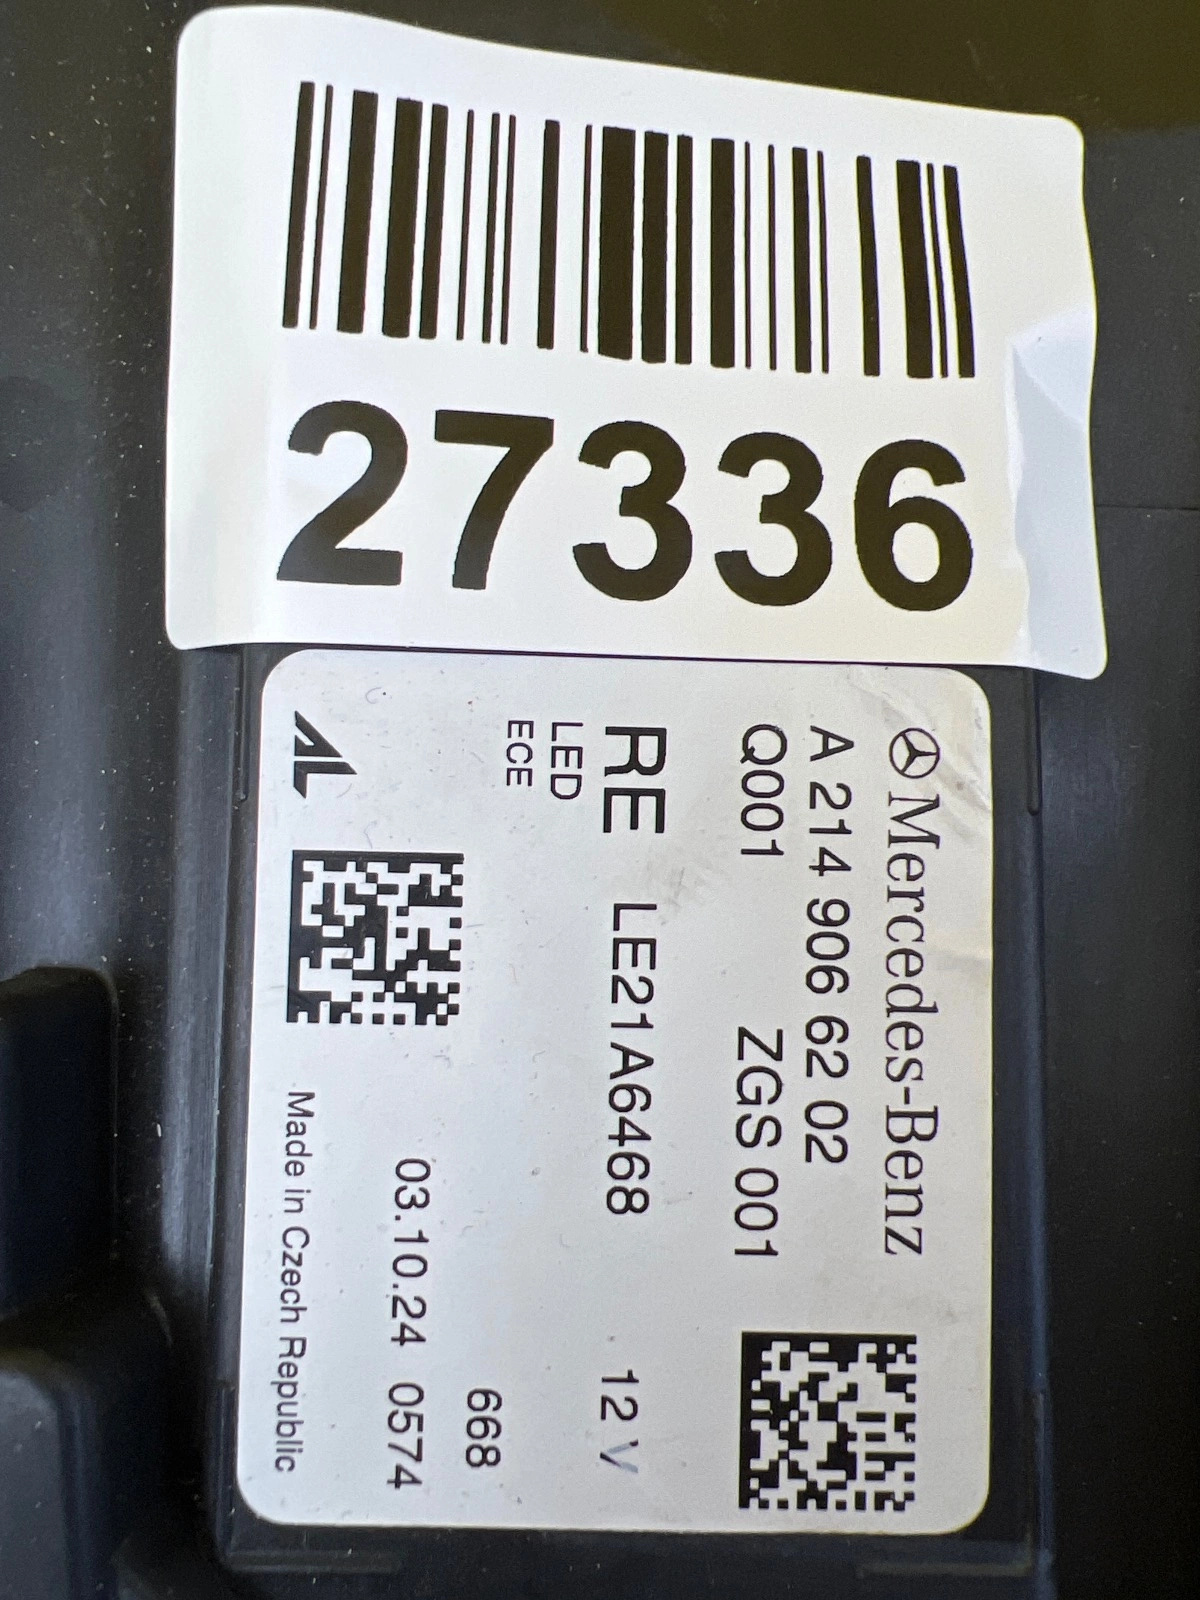 27336
Mercedes-Benz
A 214 906 62 02
Q001 ZGS 001
RE LE21A6468 12 V
LED
ECE
668
03.10.24 0574
AL Made in Czech Republic